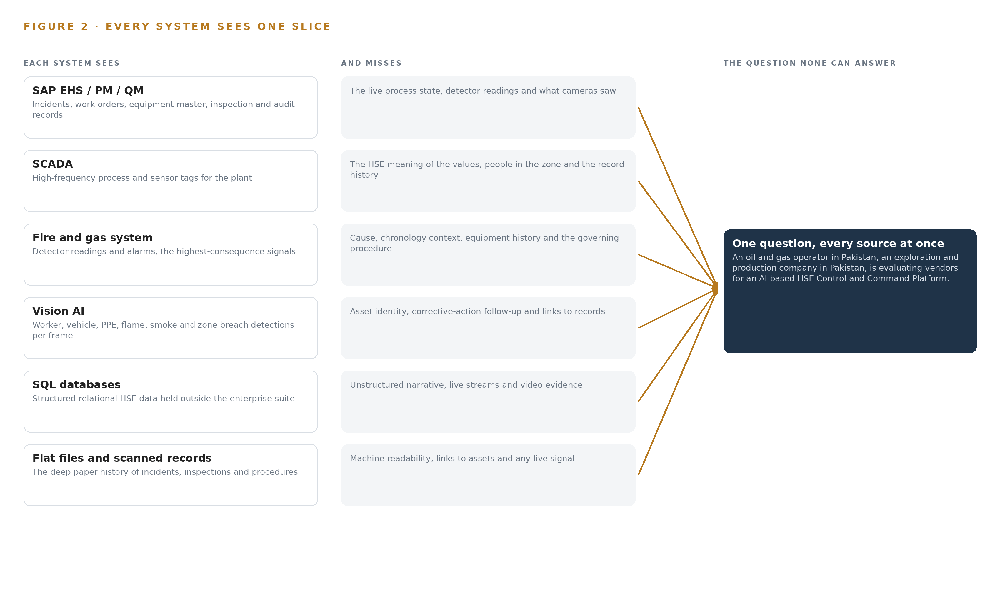 FIGURE 2 · EVERY SYSTEM SEES ONE SLICE
EACH SYSTEM SEES
AND MISSES
THE QUESTION NONE CAN ANSWER
SAP EHS / PM / QM
Incidents, work orders, equipment master, inspection and audit
records
The live process state, detector readings and what cameras saw
SCADA
High-frequency process and sensor tags for the plant
The HSE meaning of the values, people in the zone and the record
history
Fire and gas system
Detector readings and alarms, the highest-consequence signals
Cause, chronology context, equipment history and the governing
procedure
Vision AI
Worker, vehicle, PPE, flame, smoke and zone breach detections
per frame
Asset identity, corrective-action follow-up and links to records
SQL databases
Structured relational HSE data held outside the enterprise suite
Unstructured narrative, live streams and video evidence
Flat files and scanned records
The deep paper history of incidents, inspections and procedures
Machine readability, links to assets and any live signal
One question, every source at once
An oil and gas operator in Pakistan, an exploration and
production company in Pakistan, is evaluating vendors
for an AI based HSE Control and Command Platform.